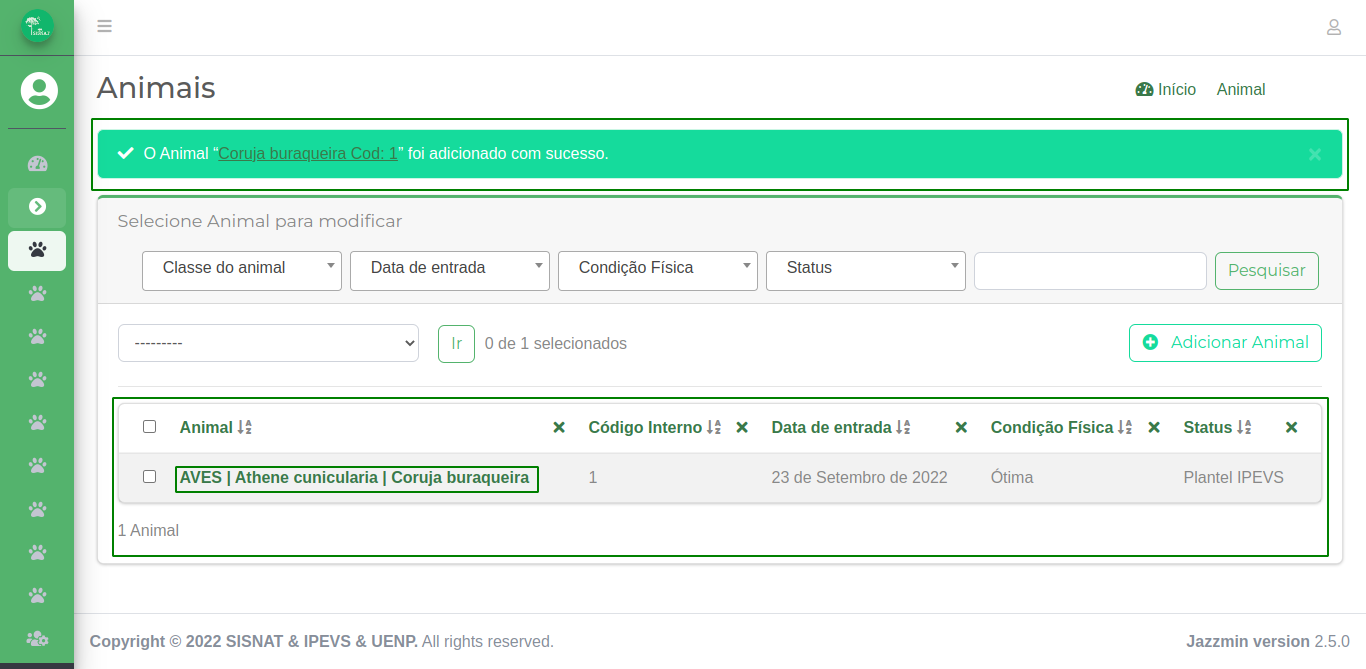 SISNAT
Animais
Início Animal
O Animal “Coruja buraqueira Cod: 1” foi adicionado com sucesso.
Selecione Animal para modificar
Classe do animal Data de entrada Condição Física Status Pesquisar
--------- Ir 0 de 1 selecionados Adicionar Animal
Animal Código Interno Data de entrada Condição Física Status
AVES | Athene cunicularia | Coruja buraqueira 1 23 de Setembro de 2022 Ótima Plantel IPEVS
1 Animal
Copyright © 2022 SISNAT & IPEVS & UENP. All rights reserved. Jazzmin version 2.5.0